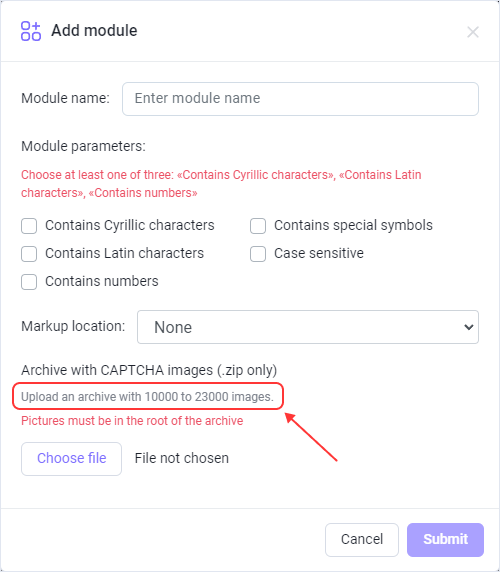 Add module
Module name:
Enter module name
Module parameters:
Choose at least one of three: «Contains Cyrillic characters», «Contains Latin
characters», «Contains numbers»
Contains Cyrillic characters
Contains special symbols
Contains Latin characters
Case sensitive
Contains numbers
Markup location:
None
Archive with CAPTCHA images (.zip only)
Upload an archive with 10000 to 23000 images.
Pictures must be in the root of the archive
Choose file
File not chosen
Cancel
Submit